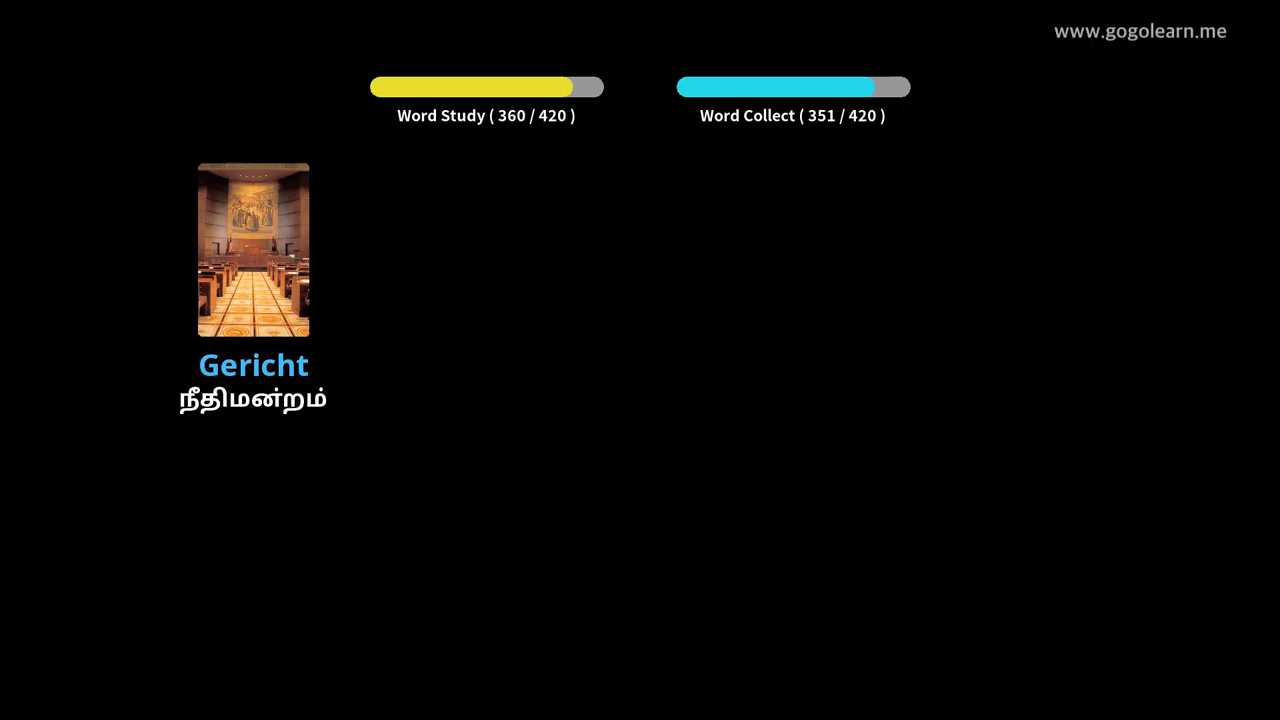 www.gogolearn.me
Word Study ( 360 / 420 )
Word Collect ( 351 / 420 )
Gericht
நீதிமன்றம்